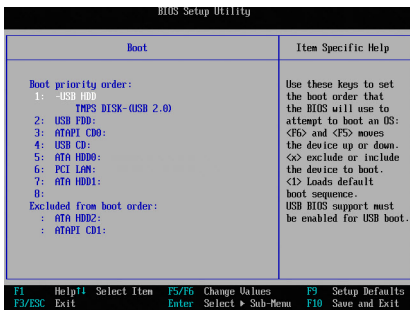 BIOS Setup Utility
Boot
Item Specific Help
Boot priority order:
1: -USB HDD
TMPS DISK-(USB 2.0)
2: USB FDD:
3: ATAPI CD0:
4: USB CD:
5: ATA HDD0:
6: PCI LAN:
7: ATA HDD1:
8:
Excluded from boot order:
: ATA HDD2:
: ATAPI CD1:
Use these keys to set
the boot order that
the BIOS will use to
attempt to boot an OS:
<F6> and <F5> moves
the device up or down.
<x> exclude or include
the device to boot.
<1> Loads default
boot sequence.
USB BIOS support must
be enabled for USB boot.
F1 Help↑↓ Select Item F5/F6 Change Values F9 Setup Defaults
F3/ESC Exit Enter Select ▶ Sub-Menu F10 Save and Exit